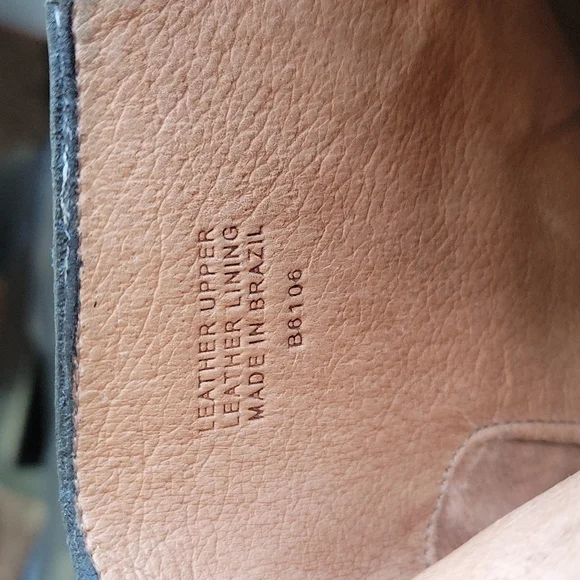 LEATHER UPPER
LEATHER LINING
MADE IN BRAZIL
B6106